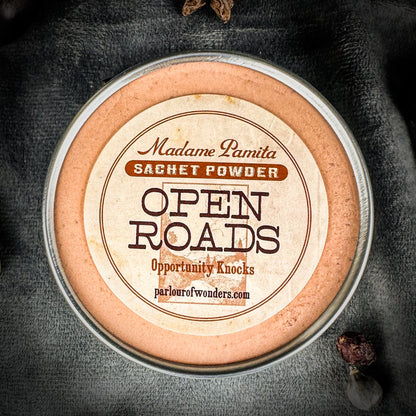 Madame Pamita
SACHET POWDER
OPEN
ROADS
Opportunity Knocks
parlourofwonders.com